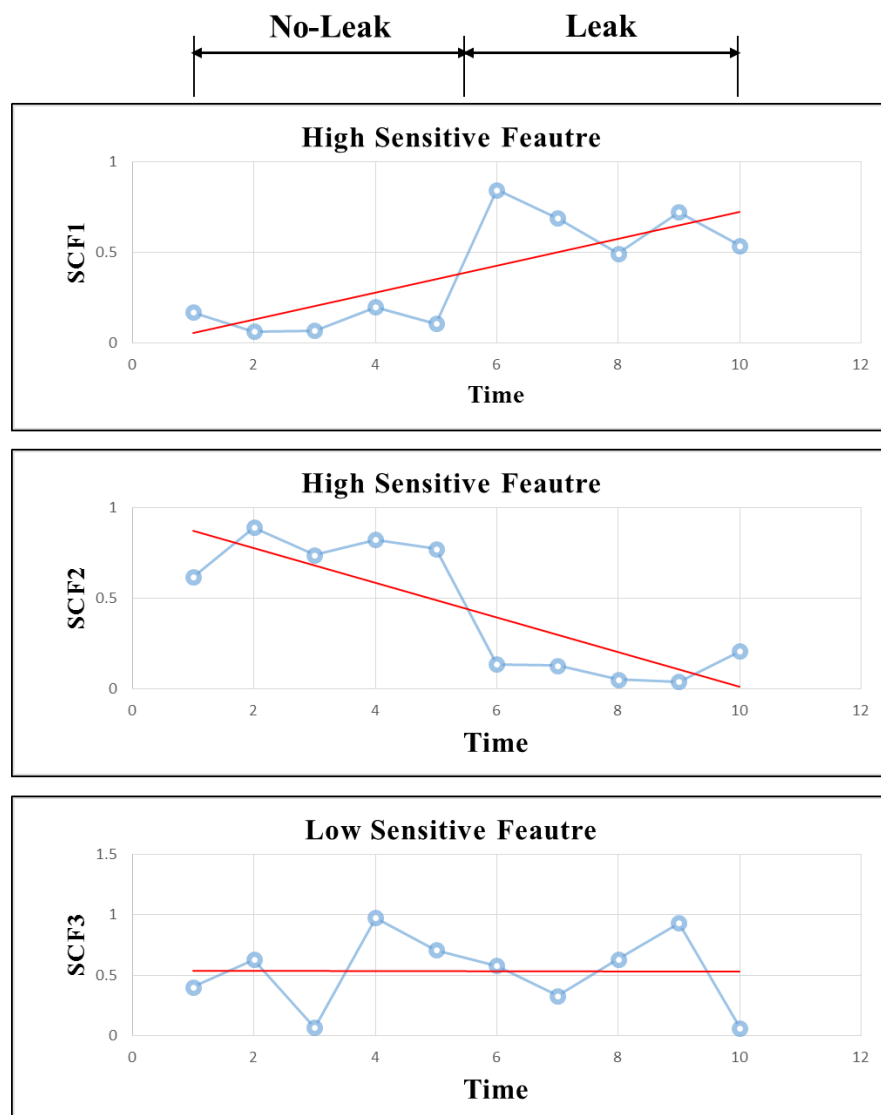 No-Leak Leak
High Sensitive Feautre
1
0.5
0
SCF1
0 2 4 6 8 10 12
Time
High Sensitive Feautre
1
0.5
0
SCF2
0 2 4 6 8 10 12
Time
Low Sensitive Feautre
1.5
1
0.5
0
SCF3
0 2 4 6 8 10 12
Time